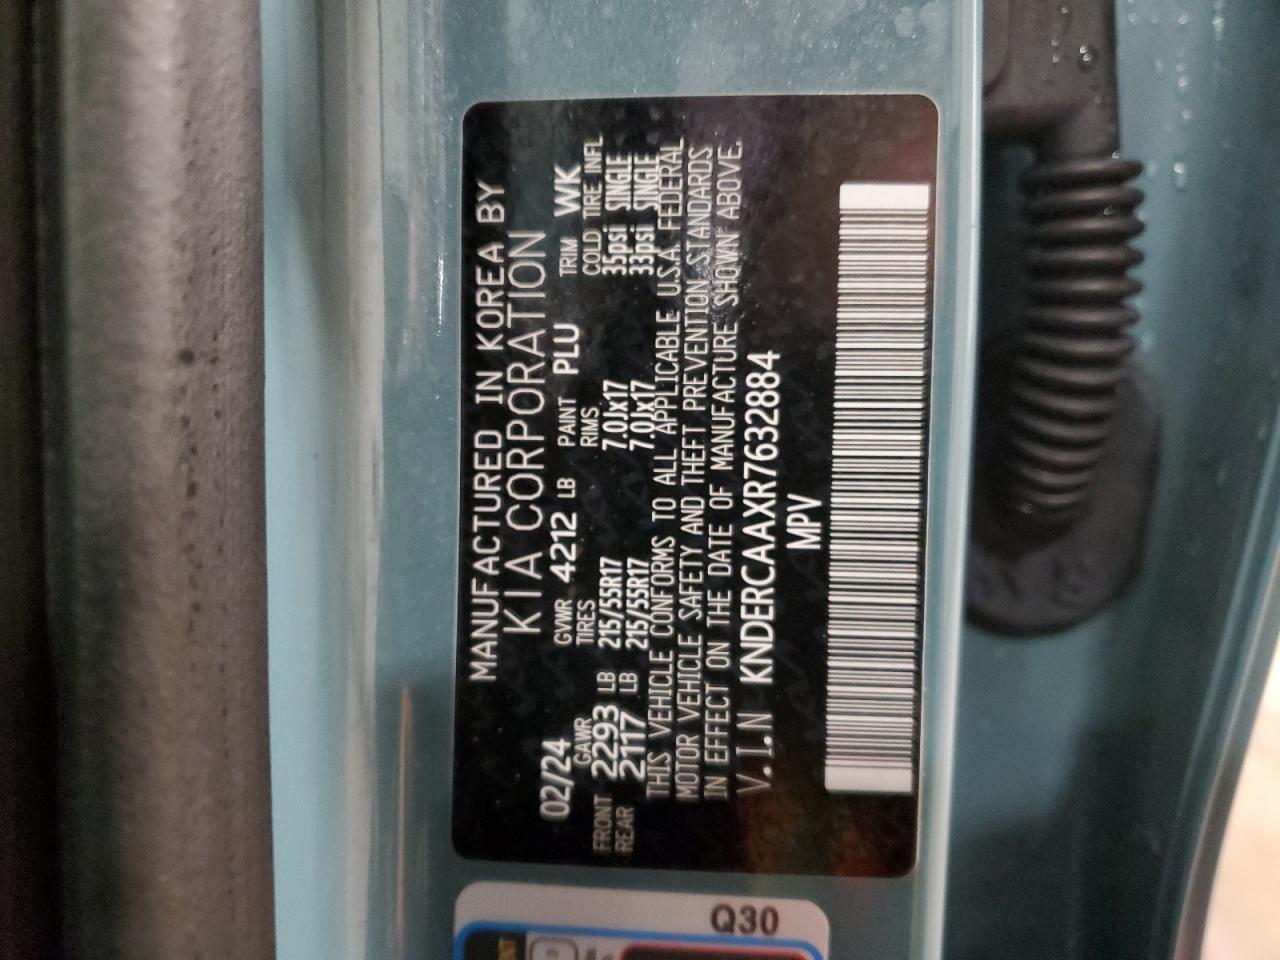 MANUFACTURED IN KOREA BY
KIA CORPORATION
02/24 GVWR 4212 LB PAINT PLU TRIM WK
GAWR TIRES RIMS COLD TIRE INFL
FRONT 2293 LB 215/55R17 7.0Jx17 35psi SINGLE
REAR 2117 LB 215/55R17 7.0Jx17 33psi SINGLE
THIS VEHICLE CONFORMS TO ALL APPLICABLE U.S.A. FEDERAL
MOTOR VEHICLE SAFETY AND THEFT PREVENTION STANDARDS
IN EFFECT ON THE DATE OF MANUFACTURE SHOWN ABOVE.
V.I.N KNDERCAAXR7632884
MPV
Q30